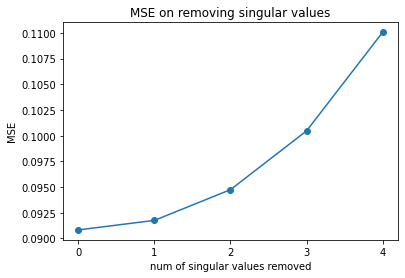 MSE on removing singular values
0.1100
0.1075
0.1050
0.1025
0.1000
0.0975
0.0950
0.0925
0.0900
MSE
0 1 2 3 4
num of singular values removed